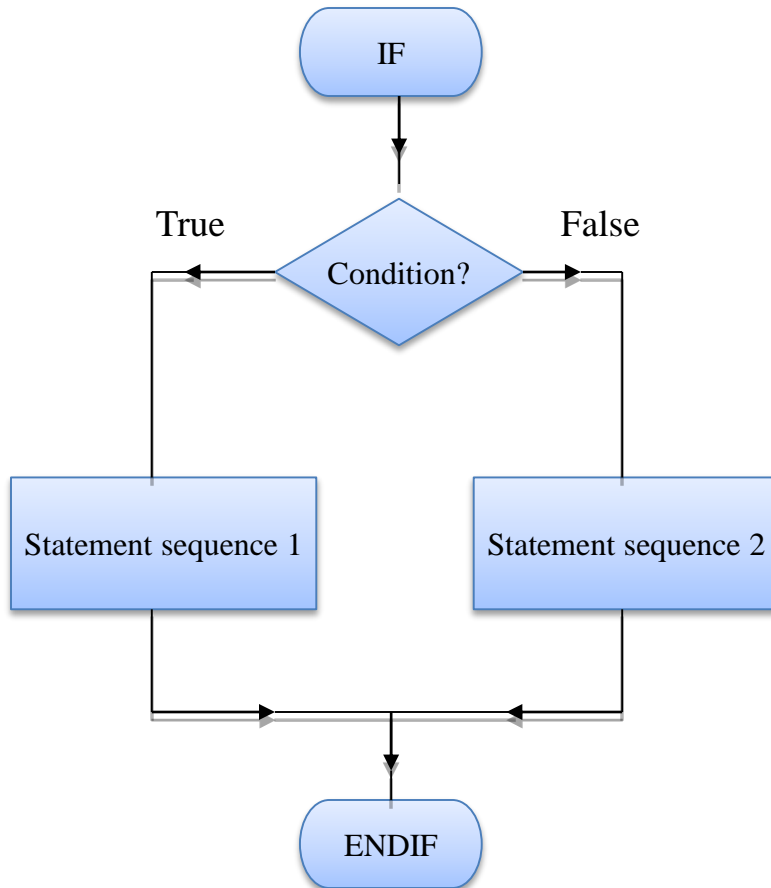 IF
True
False
Condition?
Statement sequence 1
Statement sequence 2
ENDIF